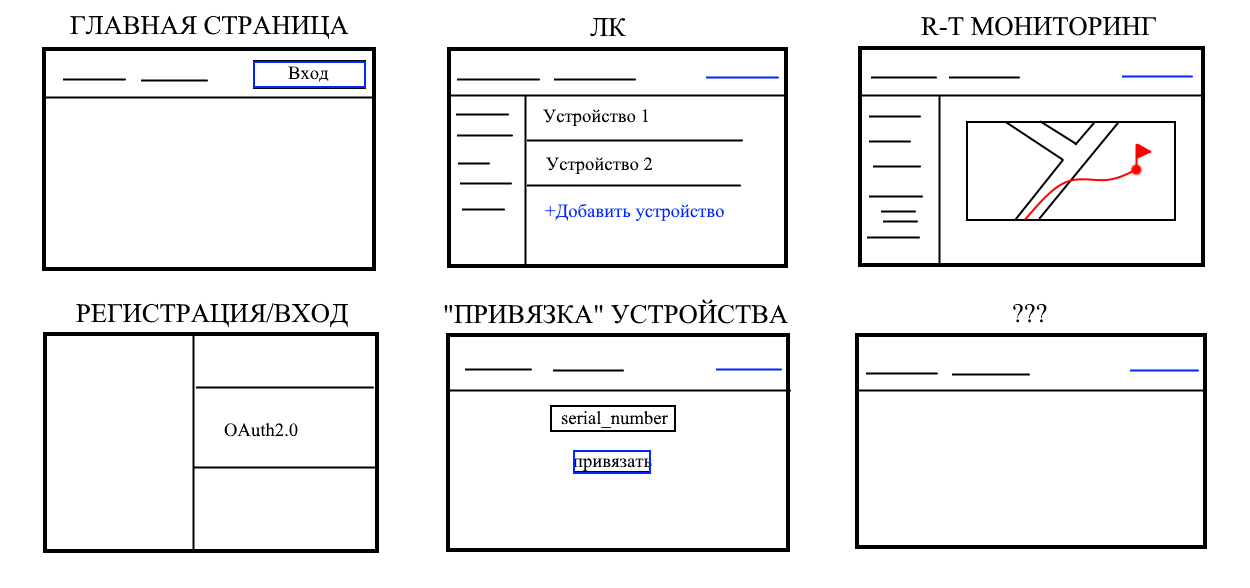 ГЛАВНАЯ СТРАНИЦА
Вход
ЛК
Устройство 1
Устройство 2
+Добавить устройство
R-T МОНИТОРИНГ
РЕГИСТРАЦИЯ/ВХОД
OAuth2.0
"ПРИВЯЗКА" УСТРОЙСТВА
serial_number
привязать
???